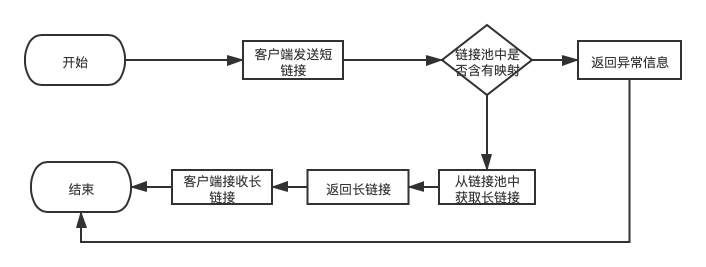 开始
客户端发送短
链接
链接池中是
否含有映射
返回异常信息
结束
客户端接收长
链接
返回长链接
从链接池中
获取长链接